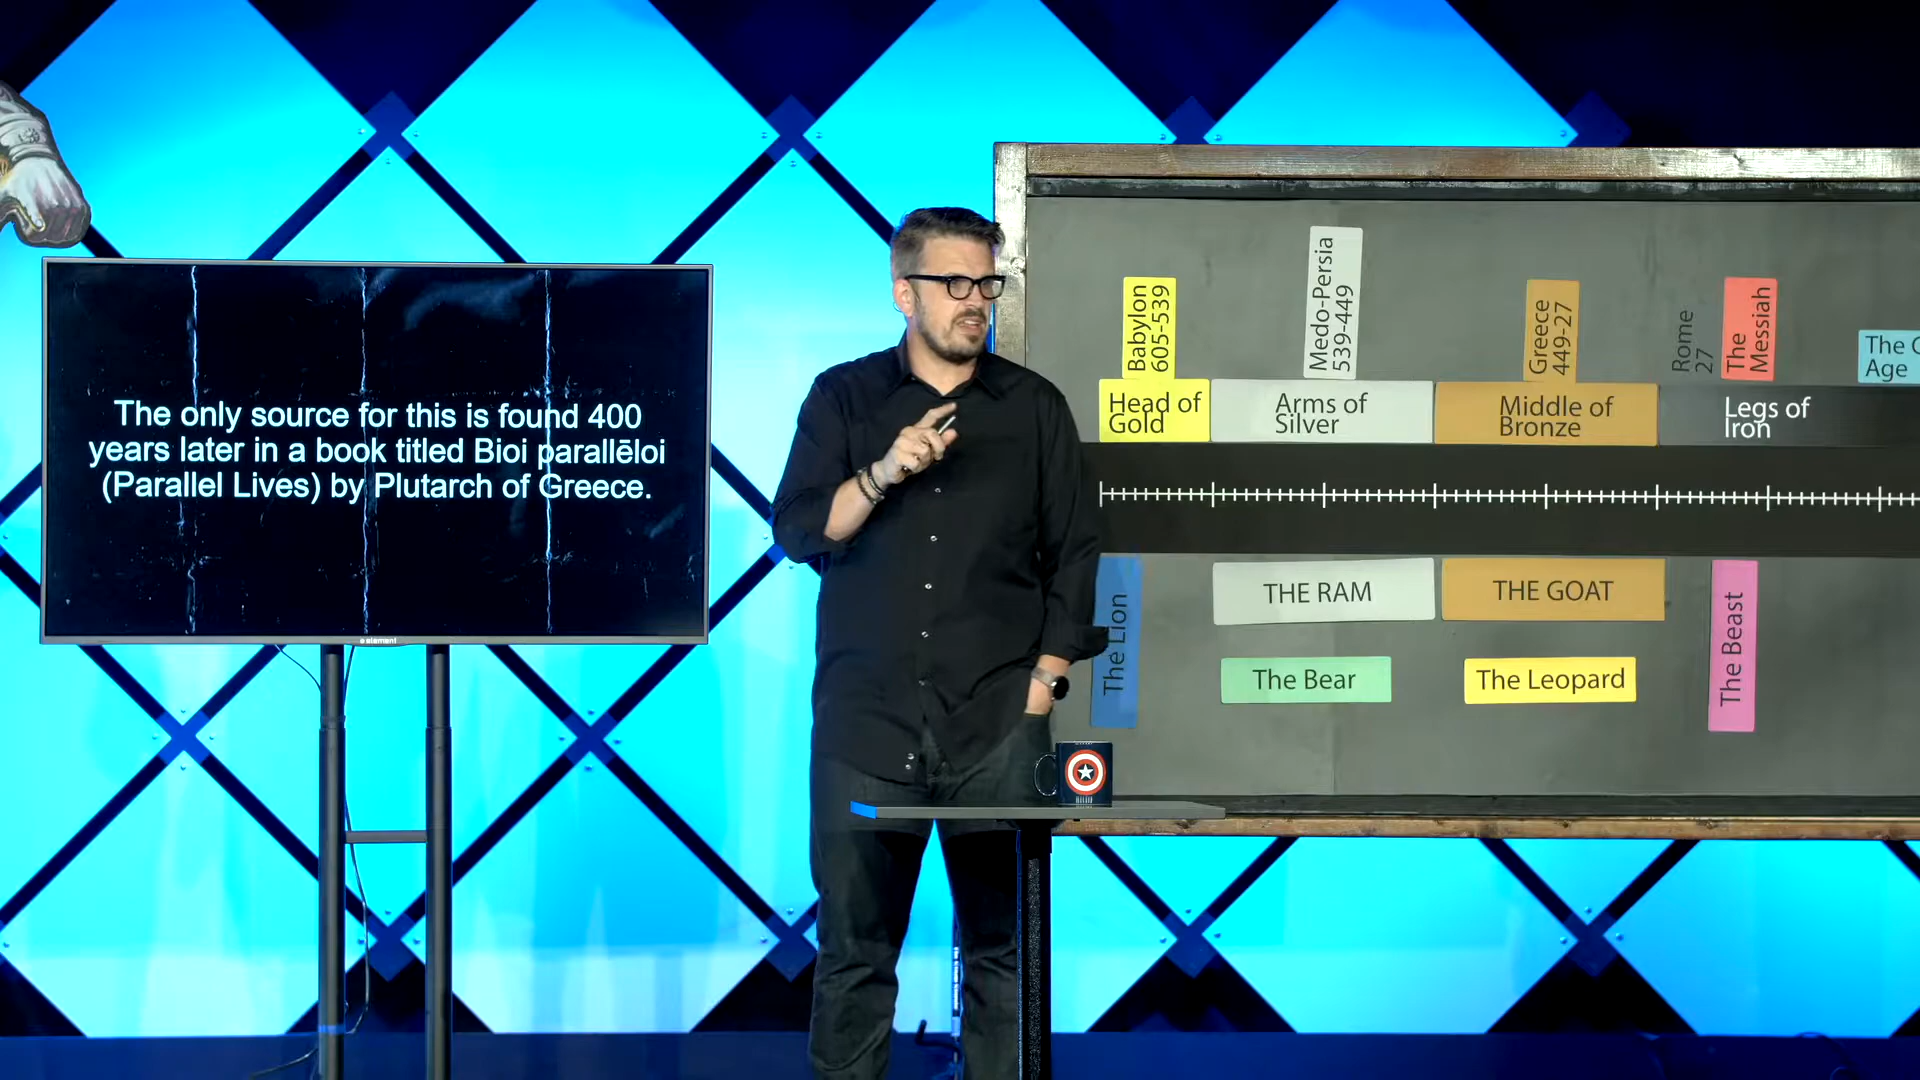 The only source for this is found 400
years later in a book titled Bioi parallēloi
(Parallel Lives) by Plutarch of Greece.
element
Babylon
605-539
Medo-Persia
539-449
Greece
449-27
Rome
27
The
Messiah
The
Age
Head of
Gold
Arms of
Silver
Middle of
Bronze
Legs of
Iron
The Lion
THE RAM
THE GOAT
The Bear
The Leopard
The Beast